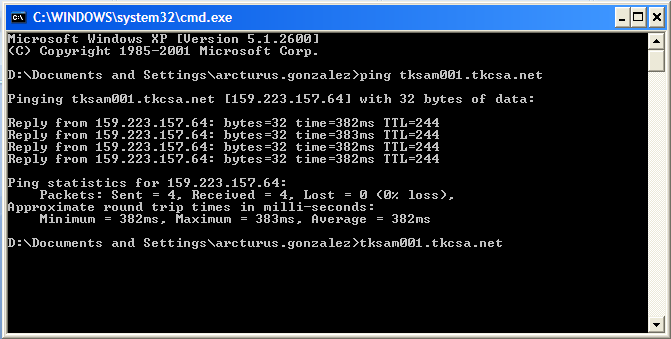 C:\WINDOWS\system32\cmd.exe
Microsoft Windows XP [Version 5.1.2600]
(C) Copyright 1985-2001 Microsoft Corp.
D:\Documents and Settings\arcturus.gonzalez>ping tksam001.tkcsa.net
Pinging tksam001.tkcsa.net [159.223.157.64] with 32 bytes of data:
Reply from 159.223.157.64: bytes=32 time=382ms TTL=244
Reply from 159.223.157.64: bytes=32 time=383ms TTL=244
Reply from 159.223.157.64: bytes=32 time=382ms TTL=244
Reply from 159.223.157.64: bytes=32 time=382ms TTL=244
Ping statistics for 159.223.157.64:
    Packets: Sent = 4, Received = 4, Lost = 0 (0% loss),
Approximate round trip times in milli-seconds:
    Minimum = 382ms, Maximum = 383ms, Average = 382ms
D:\Documents and Settings\arcturus.gonzalez>tksam001.tkcsa.net